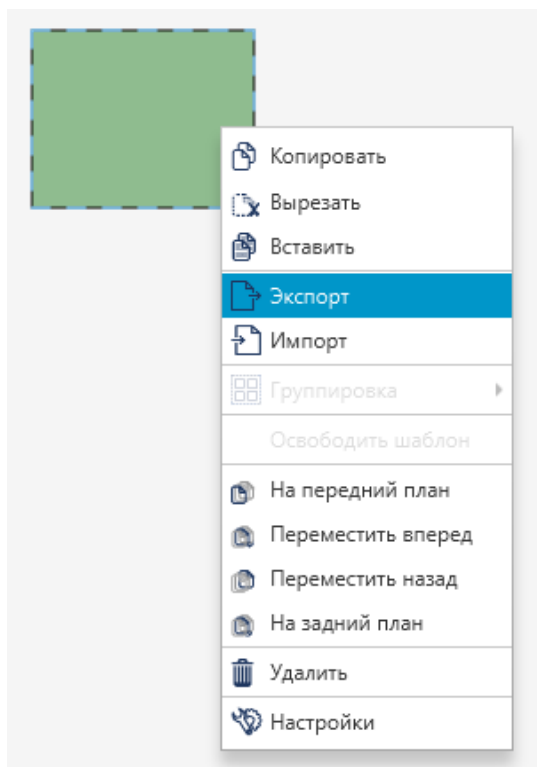 Копировать
Вырезать
Вставить
Экспорт
Импорт
Группировка
Освободить шаблон
На передний план
Переместить вперед
Переместить назад
На задний план
Удалить
Настройки